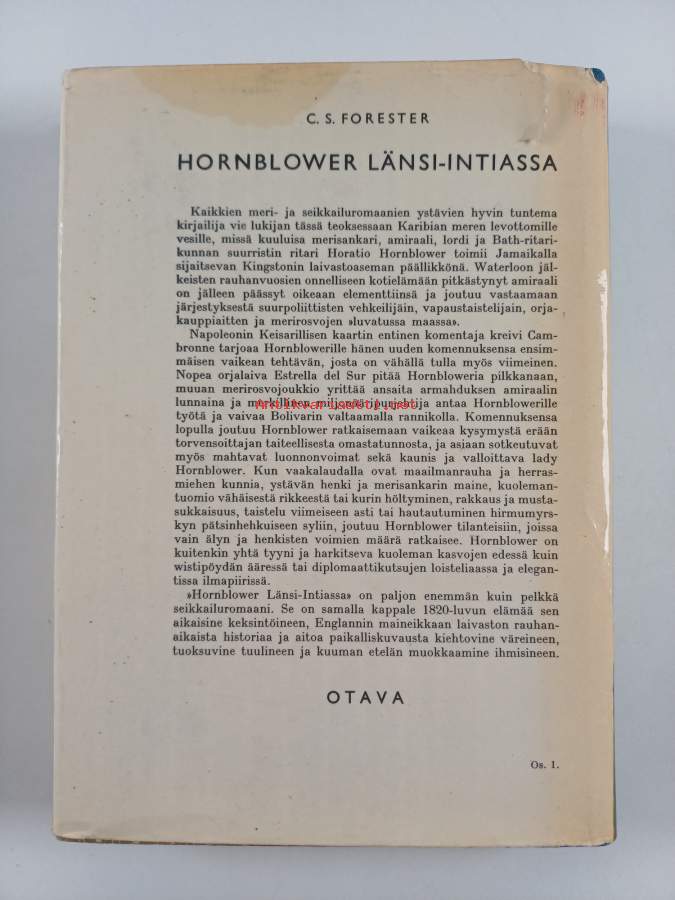 C. S. FORESTER
HORNBLOWER LÄNSI-INTIASSA
Kaikkien meri- ja seikkailuromaanien ystävien hyvin tuntema
kirjailija vie lukijan tässä teoksessaan Karibian meren levottomille
vesille, missä kuuluisa merisankari, amiraali, lordi ja Bath-ritari-
kunnan suurristin ritari Horatio Hornblower toimii Jamaikalla
sijaitsevan Kingstonin laivastoaseman päällikkönä. Waterloon jäl-
keisten rauhanvuosien onnelliseen kotielämään pitkästynyt amiraali
on jälleen päässyt oikeaan elementtiinsä ja joutuu vastaamaan
järjestyksestä suurpoliittisten vehkeilijäin, vapaustaistelijain, orja-
kauppiaitten ja merirosvojen »luvatussa maassa».
Napoleonin Keisarillisen kaartin entinen komentaja kreivi Cam-
bronne tarjoaa Hornblowerille hänen uuden komennuksensa ensim-
mäisen vaikean tehtävän, josta on vähällä tulla myös viimeinen.
Nopea orjalaiva Estrella del Sur pitää Hornbloweria pilkkanaan,
muuan merirosvojoukko yrittää ansaita armahduksen amiraalin
lunnaina ja merkillinen miljonääripurjehtija antaa Hornblowerille
työtä ja vaivaa Bolivarin valtaamalla rannikolla. Komennuksensa
lopulla joutuu Hornblower ratkaisemaan vaikeaa kysymystä erään
torvensoittajan taiteellisesta omastatunnosta, ja asiaan sotkeutuvat
myös mahtavat luonnonvoimat sekä kaunis ja valloittava lady
Hornblower. Kun vaakalaudalla ovat maailmanrauha ja herras-
miehen kunnia, ystävän henki ja merisankarin maine, kuoleman-
tuomio vähäisestä rikkeestä tai kurin höltyminen, rakkaus ja musta-
sukkaisuus, taistelu viimeiseen asti tai hautautuminen hirmumyrs-
kyn pätsinhehkuiseen syliin, joutuu Hornblower tilanteisiin, joissa
vain älyn ja henkisten voimien määrä ratkaisee. Hornblower on
kuitenkin yhtä tyyni ja harkitseva kuoleman kasvojen edessä kuin
wistipöydän ääressä tai diplomaattikutsujen loisteliaassa ja elegan-
tissa ilmapiirissä.
»Hornblower Länsi-Intiassa» on paljon enemmän kuin pelkkä
seikkailuromaani. Se on samalla kappale 1820-luvun elämää sen
aikaisine keksintöineen, Englannin maineikkaan laivaston rauhan-
aikaista historiaa ja aitoa paikalliskuvausta kiehtovine väreineen,
tuoksuvine tuulineen ja kuuman etelän muokkaamine ihmisineen.
OTAVA
Os. 1.